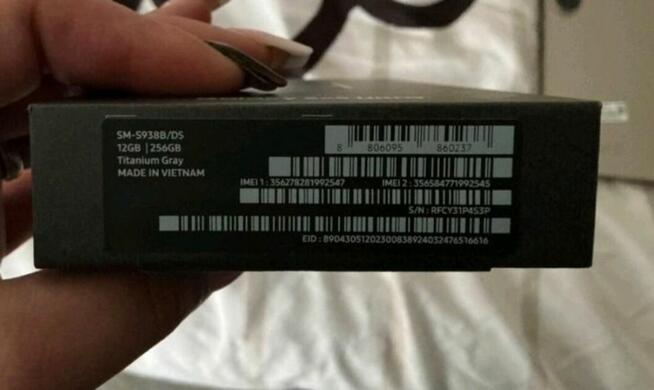 SM-S938B/DS
12GB | 256GB
Titanium Gray
MADE IN VIETNAM
8 806095 860237
IMEI 1 : 356278281992547 IMEI 2 : 356584771992545
S/N : RFCY31P4S3P
EID : 89043051202300838924032476516616